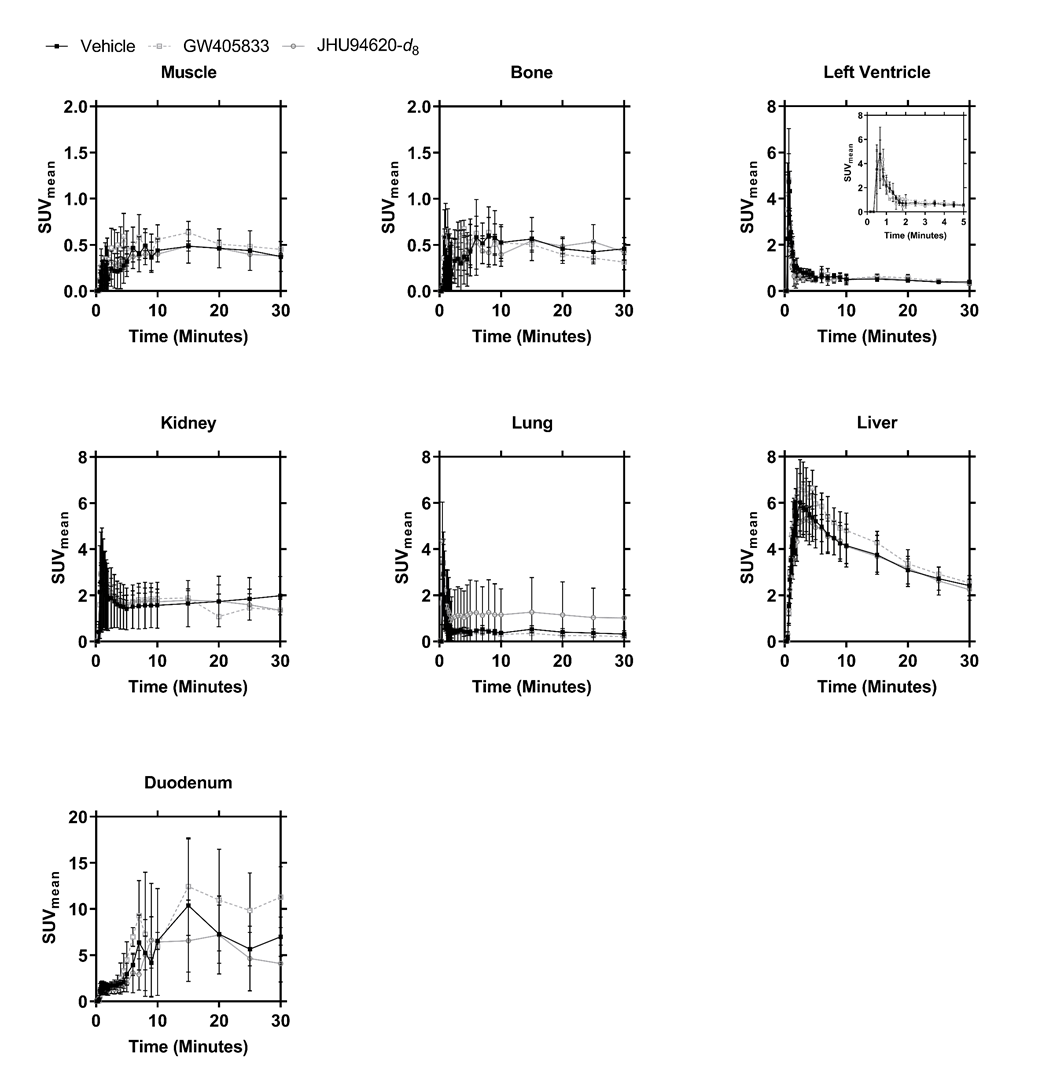 Vehicle GW405833 JHU94620-d8
Muscle
2.0
1.5
1.0
0.5
0.0
SUVmean
0 10 20 30
Time (Minutes)
Bone
2.0
1.5
1.0
0.5
0.0
SUVmean
0 10 20 30
Time (Minutes)
Left Ventricle
8
6
4
2
0
SUVmean
0 10 20 30
Time (Minutes)
8
6
4
2
0
SUVmean
0 1 2 3 4 5
Time (Minutes)
Kidney
8
6
4
2
0
SUVmean
0 10 20 30
Time (Minutes)
Lung
8
6
4
2
0
SUVmean
0 10 20 30
Time (Minutes)
Liver
8
6
4
2
0
SUVmean
0 10 20 30
Time (Minutes)
Duodenum
20
15
10
5
0
SUVmean
0 10 20 30
Time (Minutes)